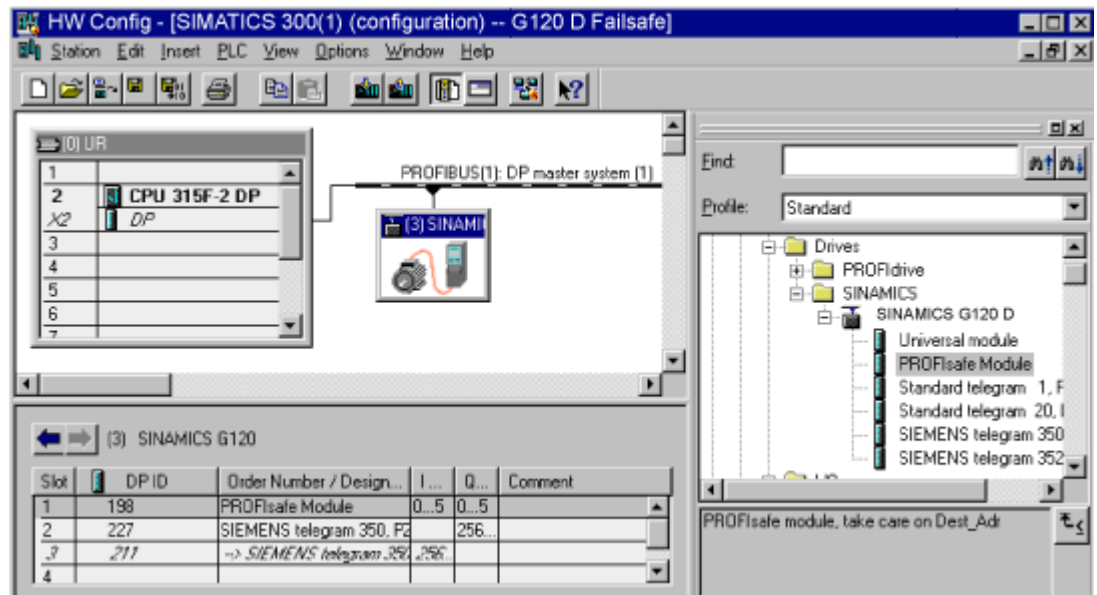 HW Config - [SIMATICS 300(1) (configuration) -- G120 D Failsafe]
Station Edit Insert PLC View Options Window Help
(0) UR
1
2 CPU 315F-2 DP
X2 DP
3
4
5
6
7
PROFIBUS(1): DP master system (1)
(3) SINAMI
Find:
Profile: Standard
Drives
PROFIdrive
SINAMICS
SINAMICS G120 D
Universal module
PROFIsafe Module
Standard telegram 1, P
Standard telegram 20, 
SIEMENS telegram 350
SIEMENS telegram 352
PROFIsafe module, take care on Dest_Adr
(3) SINAMICS G120
Slot DP ID Order Number / Design... I ... Q... Comment
1 198 PROFIsafe Module 0...5 0...5
2 227 SIEMENS telegram 350, PZ 256...
3 211 --> SIEMENS telegram 350 256...
4